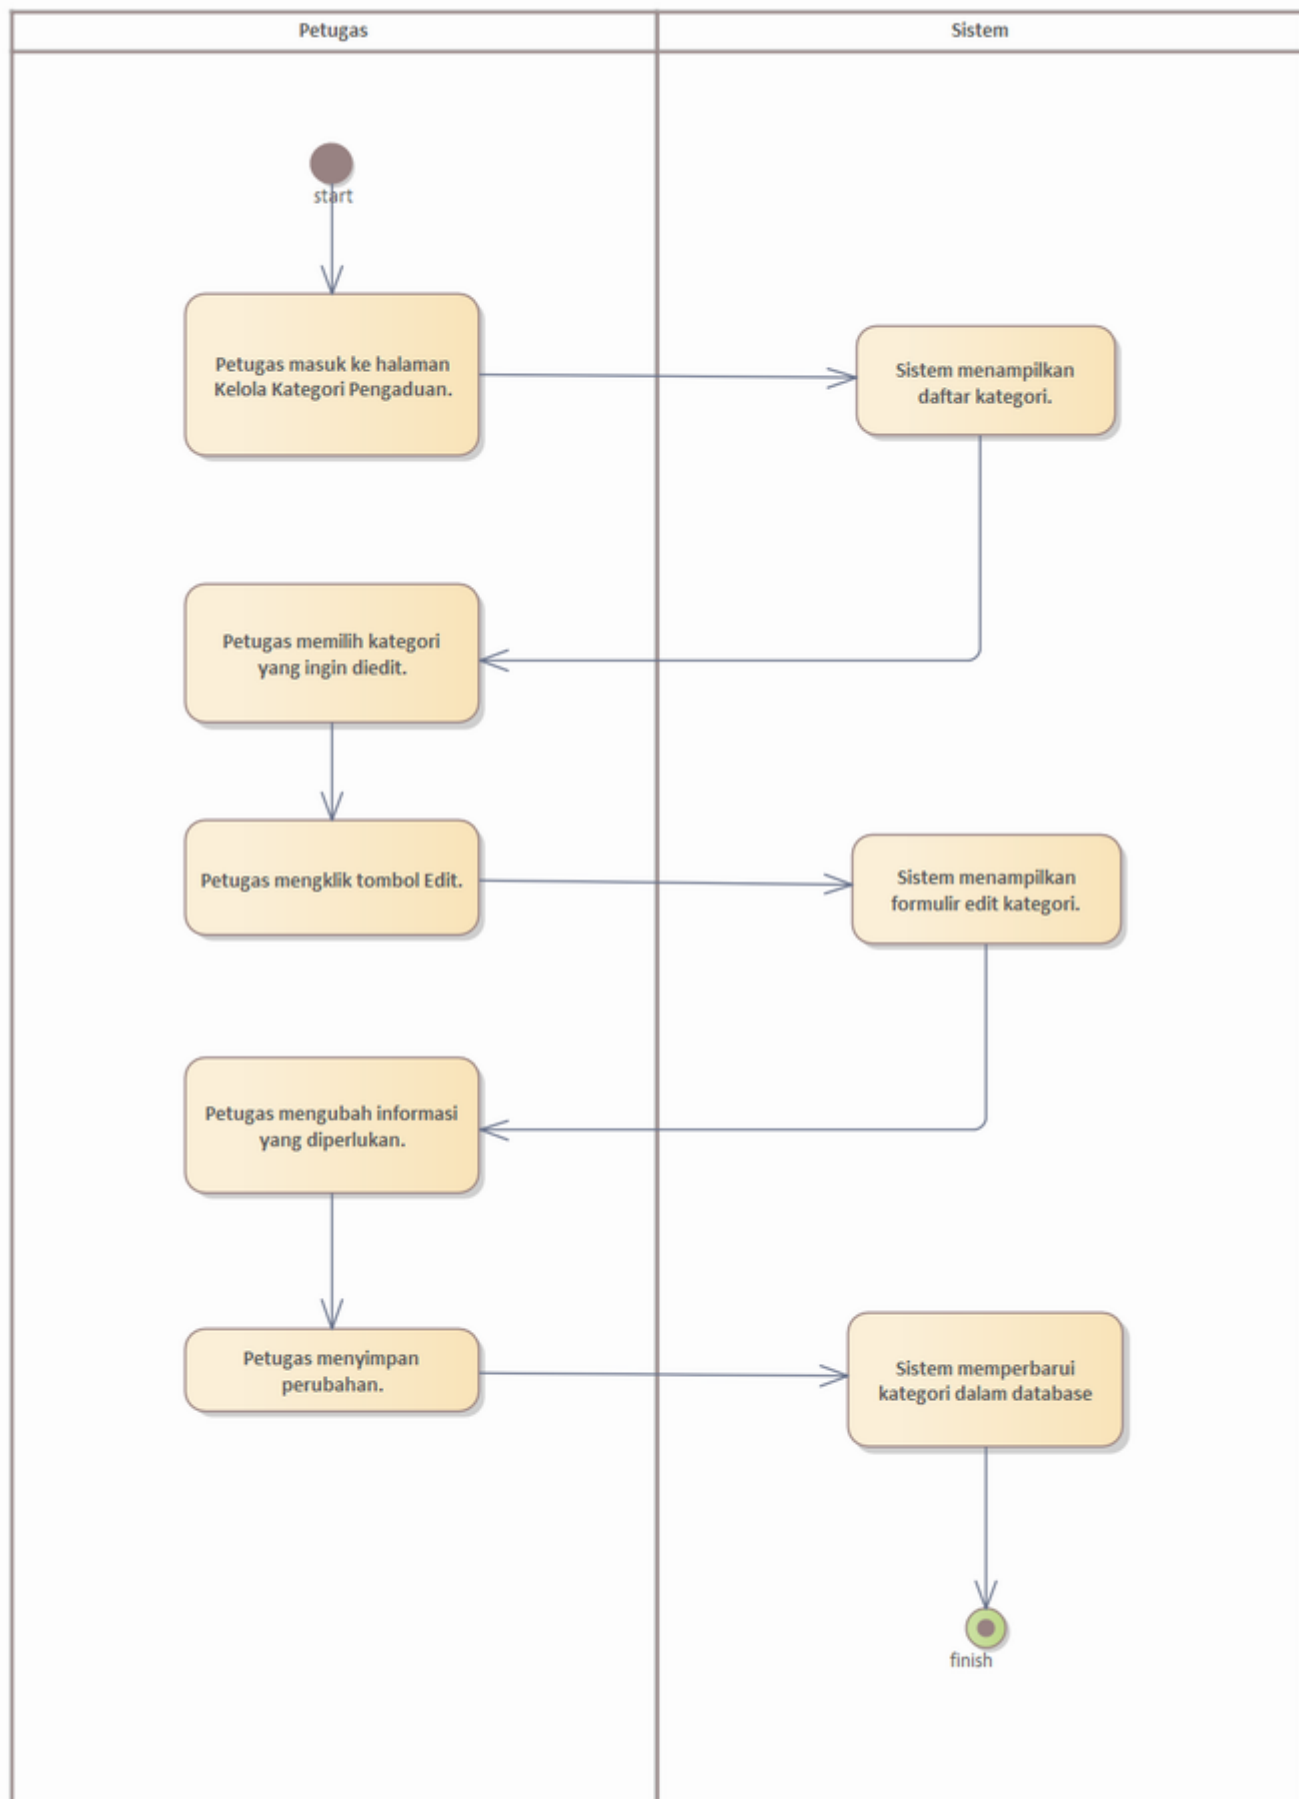 Petugas
Sistem
start
Petugas masuk ke halaman
Kelola Kategori Pengaduan.
Sistem menampilkan
daftar kategori.
Petugas memilih kategori
yang ingin diedit.
Petugas mengklik tombol Edit.
Sistem menampilkan
formulir edit kategori.
Petugas mengubah informasi
yang diperlukan.
Petugas menyimpan
perubahan.
Sistem memperbarui
kategori dalam database
finish